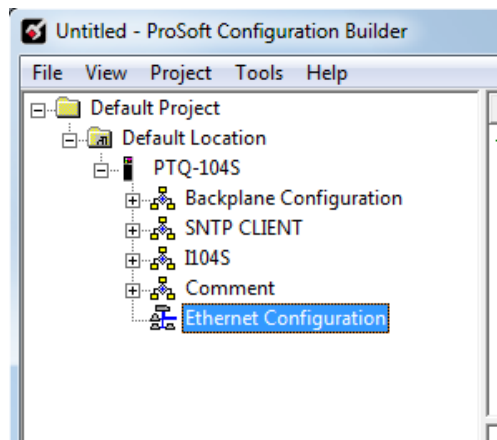 Untitled - ProSoft Configuration Builder
File View Project Tools Help
Default Project
Default Location
PTQ-104S
Backplane Configuration
SNTP CLIENT
I104S
Comment
Ethernet Configuration